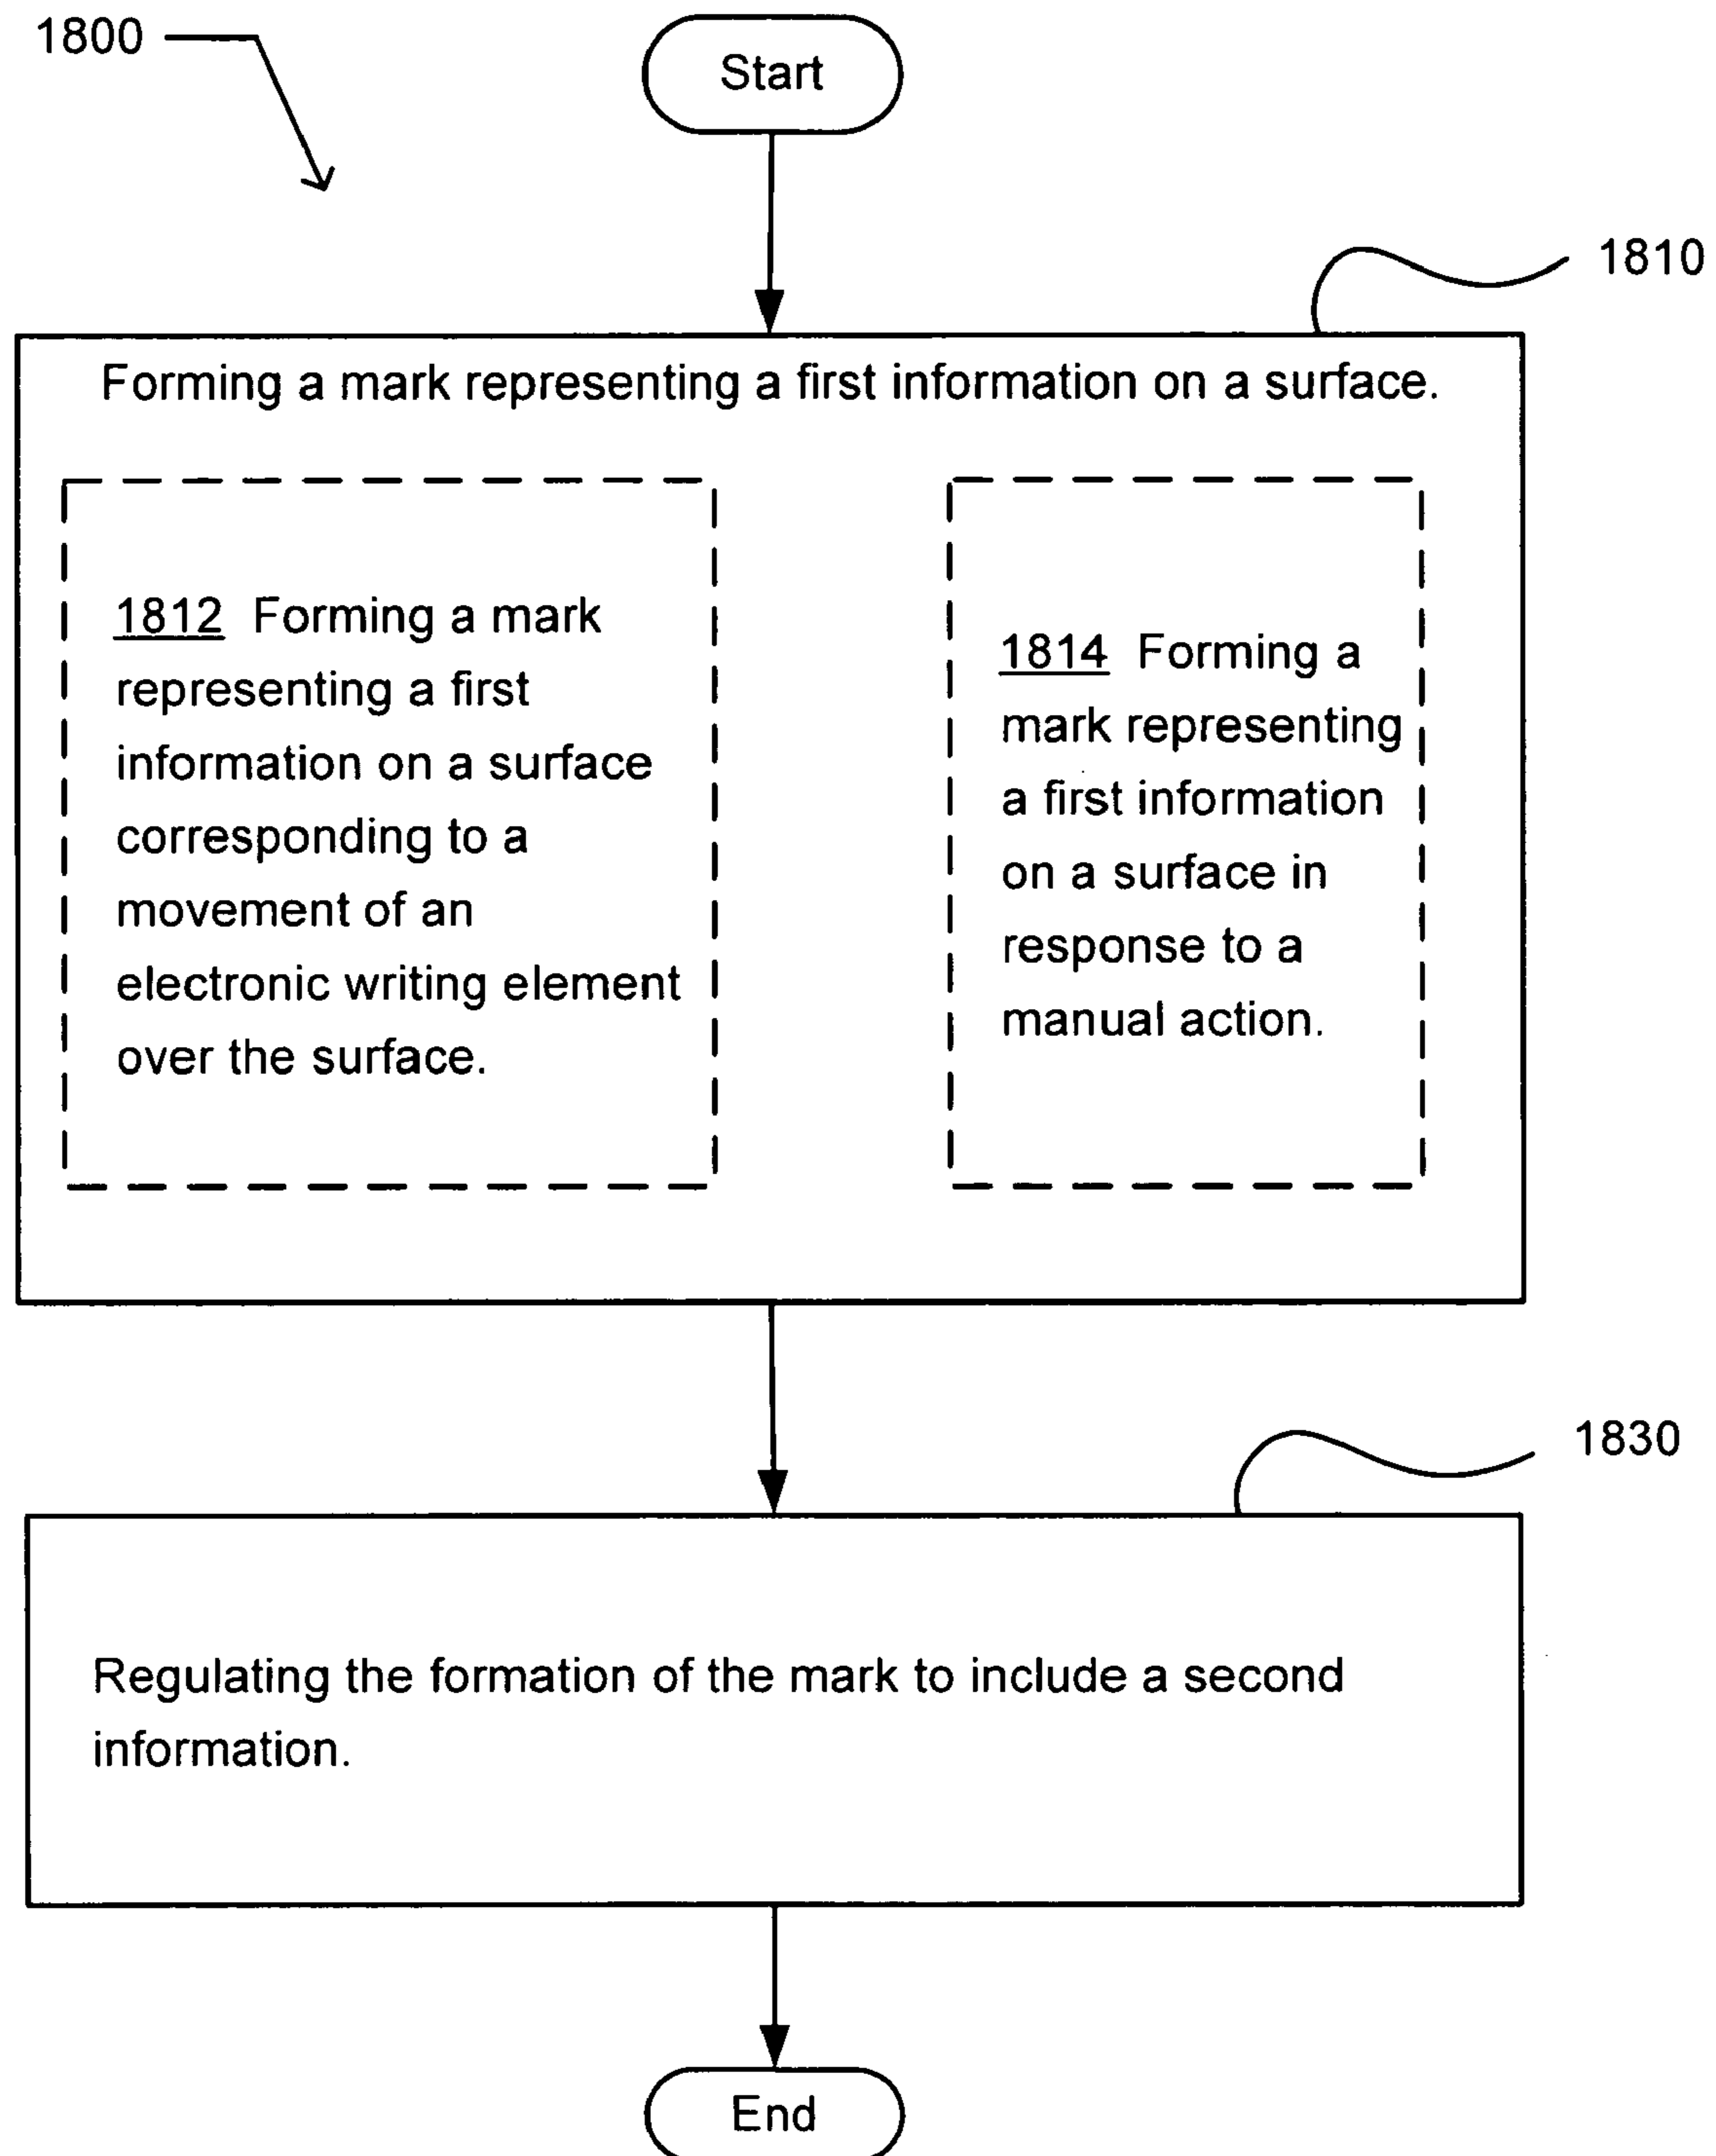 1800
Start
1810
Forming a mark representing a first information on a surface.
1812 Forming a mark
representing a first
information on a surface
corresponding to a
movement of an
electronic writing element
over the surface.
1814 Forming a
mark representing
a first information
on a surface in
response to a
manual action.
1830
Regulating the formation of the mark to include a second
information.
End